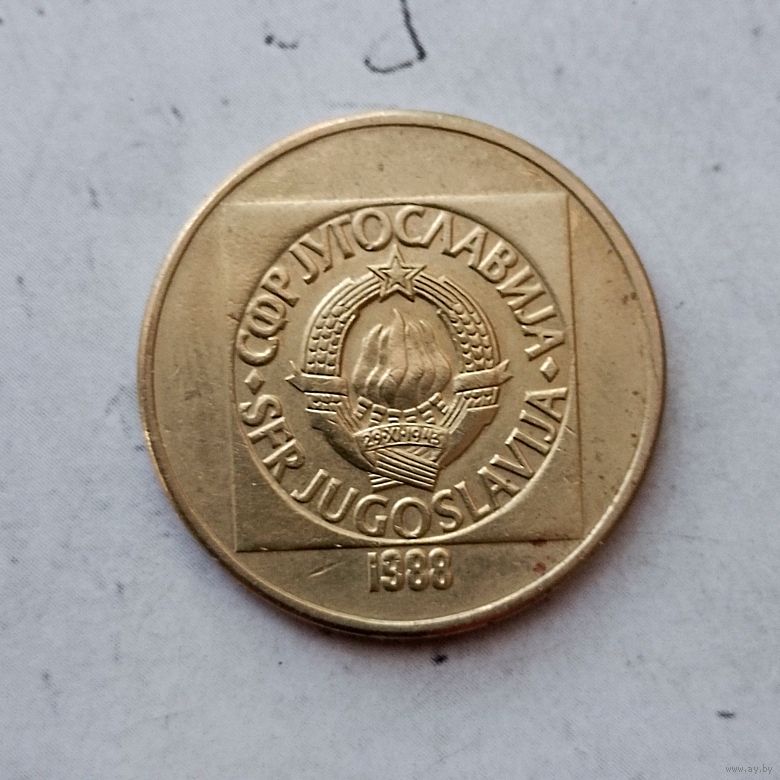 СФР ЈУГОСЛАВИЈА
SFR JUGOSLAVIJA
29·XI·1943
1988
www.ay.by